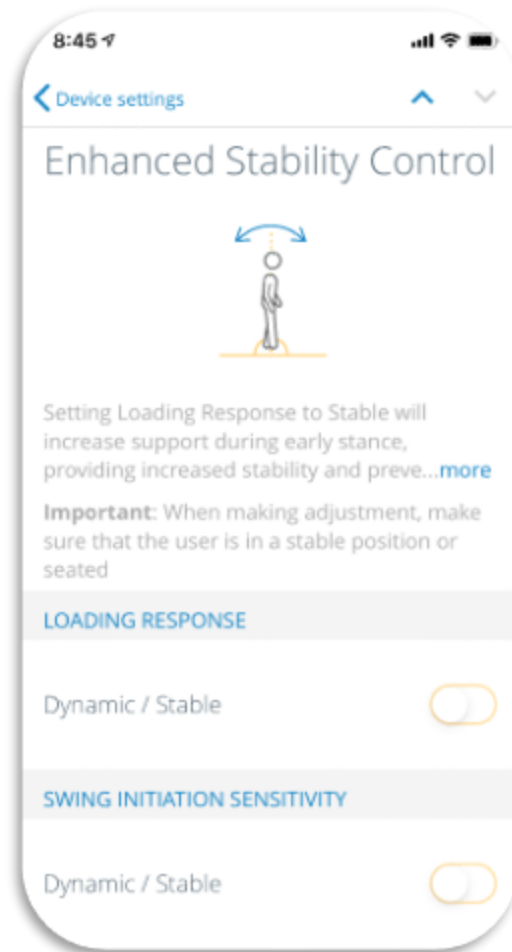 8:45
Device settings
Enhanced Stability Control
Setting Loading Response to Stable will
increase support during early stance,
providing increased stability and preve...more
Important: When making adjustment, make
sure that the user is in a stable position or
seated
LOADING RESPONSE
Dynamic / Stable
SWING INITIATION SENSITIVITY
Dynamic / Stable